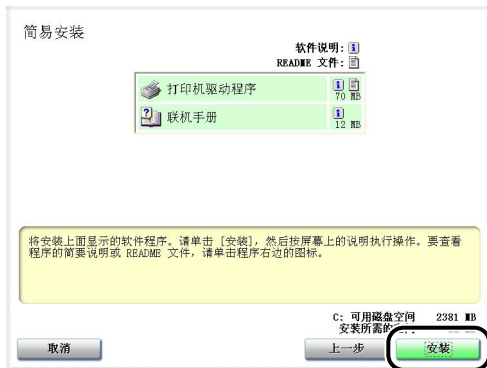 简易安装
软件说明:
README 文件:
打印机驱动程序
70 MB
联机手册
12 MB
将安装上面显示的软件程序。请单击 [安装], 然后按屏幕上的说明执行操作。要查看
程序的简要说明或 README 文件, 请单击程序右边的图标。
C: 可用磁盘空间 2381 MB
安装所需的
取消
上一步
安装